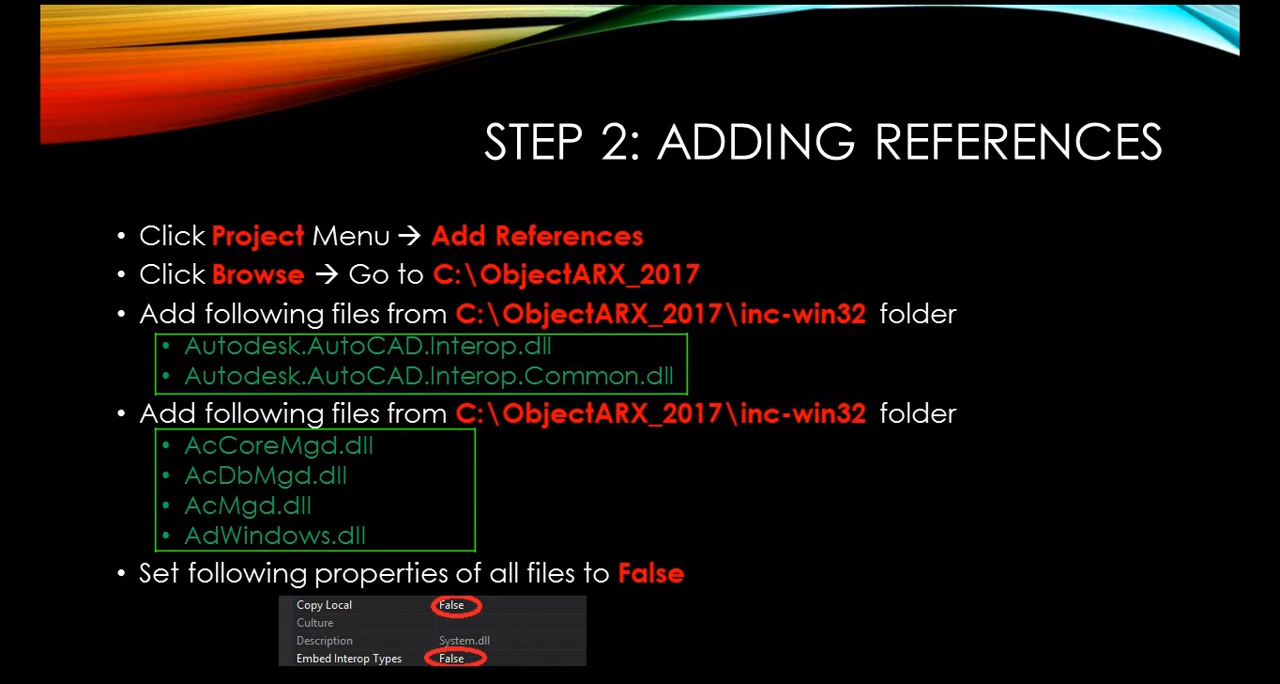 STEP 2: ADDING REFERENCES
• Click Project Menu → Add References
• Click Browse → Go to C:\ObjectARX_2017
• Add following files from C:\ObjectARX_2017\inc-win32 folder
• Autodesk.AutoCAD.Interop.dll
• Autodesk.AutoCAD.Interop.Common.dll
• Add following files from C:\ObjectARX_2017\inc-win32 folder
• AcCoreMgd.dll
• AcDbMgd.dll
• AcMgd.dll
• AdWindows.dll
• Set following properties of all files to False
Copy Local False
Culture
Description System.dll
Embed Interop Types False